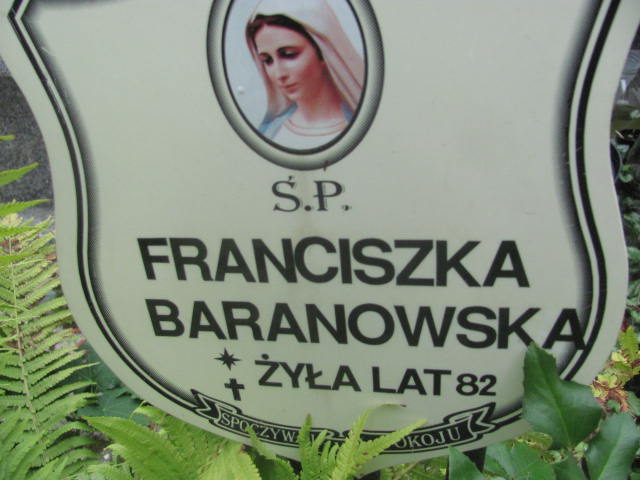 Ś.P.
FRANCISZKA
BARANOWSKA
ŻYŁA LAT 82
SPOCZYWA POKOJU